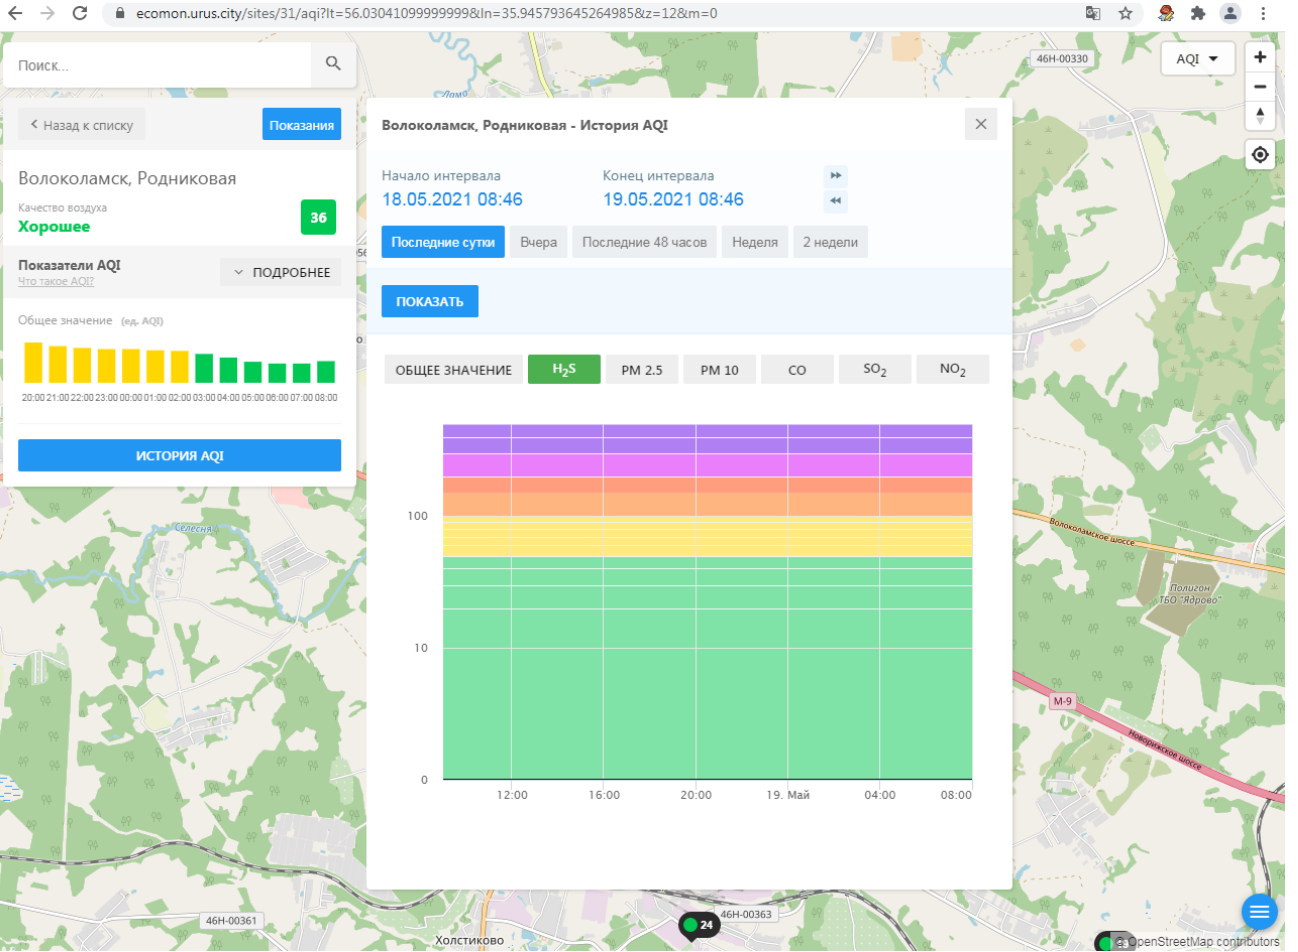 ecomon.urus.city/sites/31/aqi?lt=56.03041099999999&ln=35.945793645264985&z=12&m=0
Поиск...
46Н-00330
AQI
Назад к списку
Показания
Волоколамск, Родниковая - История AQI
Начало интервала
Конец интервала
18.05.2021 08:46
19.05.2021 08:46
Волоколамск, Родниковая
Качество воздуха
Хорошее
36
Последние сутки
Вчера
Последние 48 часов
Неделя
2 недели
Показатели AQI
Что такое AQI?
ПОДРОБНЕЕ
ПОКАЗАТЬ
Общее значение (ед. AQI)
20:00 21:00 22:00 23:00 00:00 01:00 02:00 03:00 04:00 05:00 06:00 07:00 08:00
ИСТОРИЯ AQI
ОБЩЕЕ ЗНАЧЕНИЕ
H2S
PM 2.5
PM 10
CO
SO2
NO2
100
10
0
12:00
16:00
20:00
19. Май
04:00
08:00
Селесня
Волоколамское шоссе
Полигон
ТБО "Ядрово"
М-9
Новорижское шоссе
46Н-00361
24
46Н-00363
Холстиково
© OpenStreetMap contributors